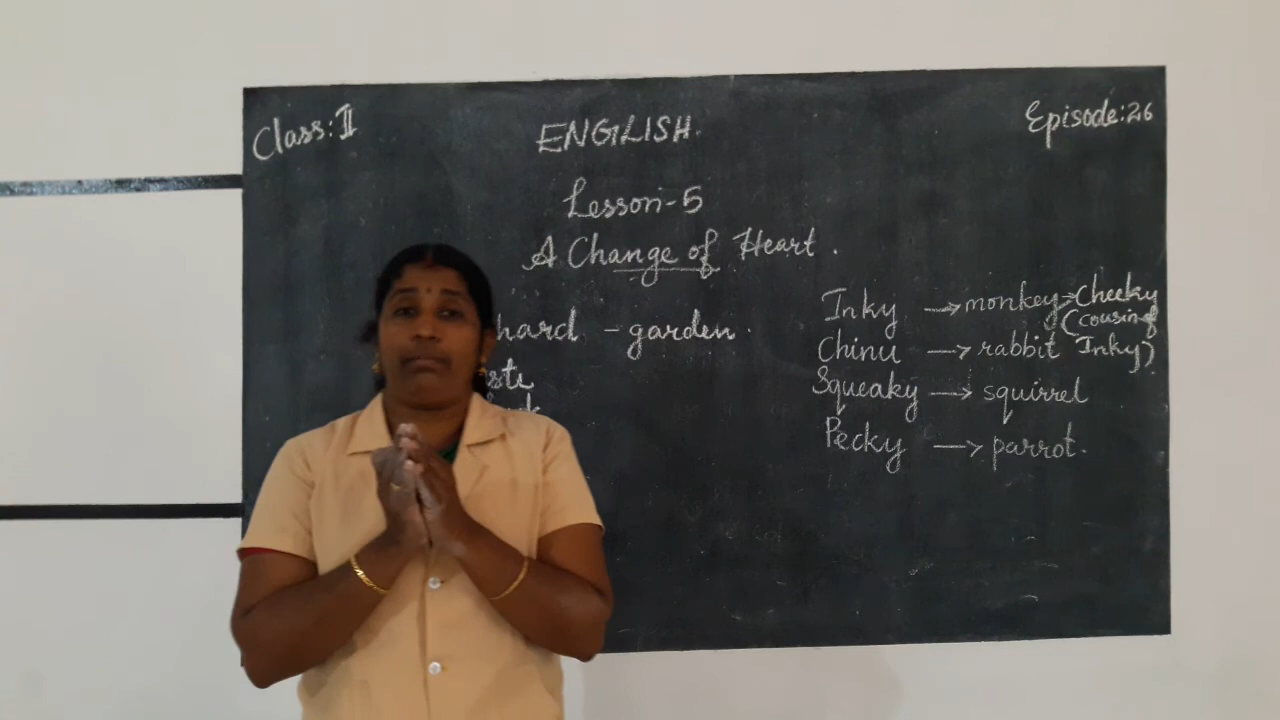 Class: II
ENGLISH.
Episode: 26
Lesson-5
A Change of Heart.
hard - garden.
Inky → monkey → Cheeky
(cousin of
Chinu → rabbit Inky)
Squeaky → squirrel
Pecky → parrot.